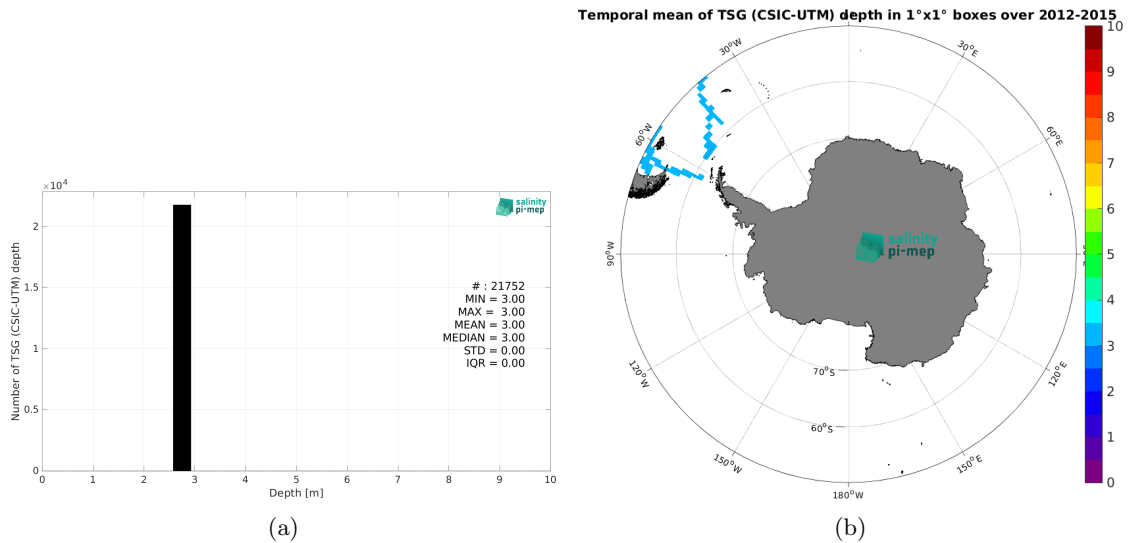 ×10⁴
2
1.5
1
0.5
0
Number of TSG (CSIC-UTM) depth
salinity
pi-mep
# : 21752
MIN = 3.00
MAX = 3.00
MEAN = 3.00
MEDIAN = 3.00
STD = 0.00
IQR = 0.00
0 1 2 3 4 5 6 7 8 9 10
Depth [m]
(a)
Temporal mean of TSG (CSIC-UTM) depth in 1°x1° boxes over 2012-2015
30°W
30°E
60°W
60°E
90°W
120°W
120°E
150°W
150°E
180°W
70°S
60°S
salinity
pi-mep
10
9
8
7
6
5
4
3
2
1
0
(b)